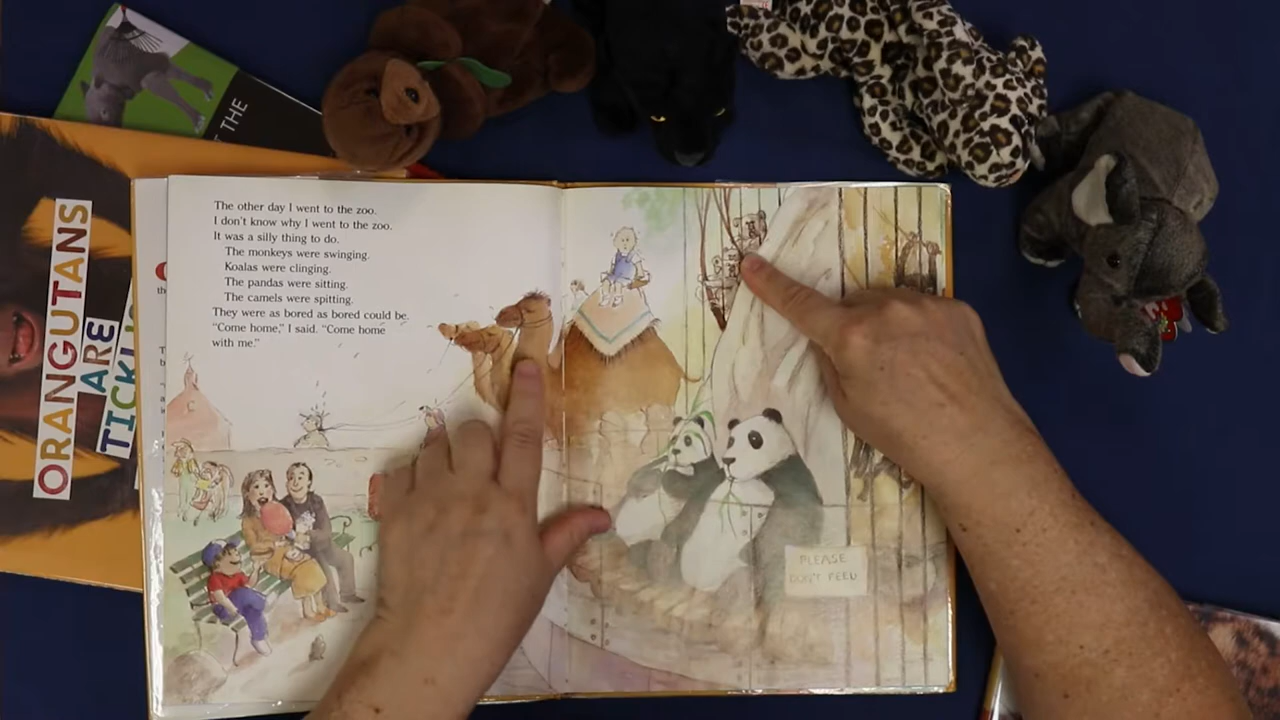 The other day I went to the zoo.
I don't know why I went to the zoo.
It was a silly thing to do.
The monkeys were swinging.
Koalas were clinging.
The pandas were sitting.
The camels were spitting.
They were as bored as bored could be.
"Come home," I said. "Come home
with me."
PLEASE
DON'T FEED
ORANGUTANS
ARE
THE